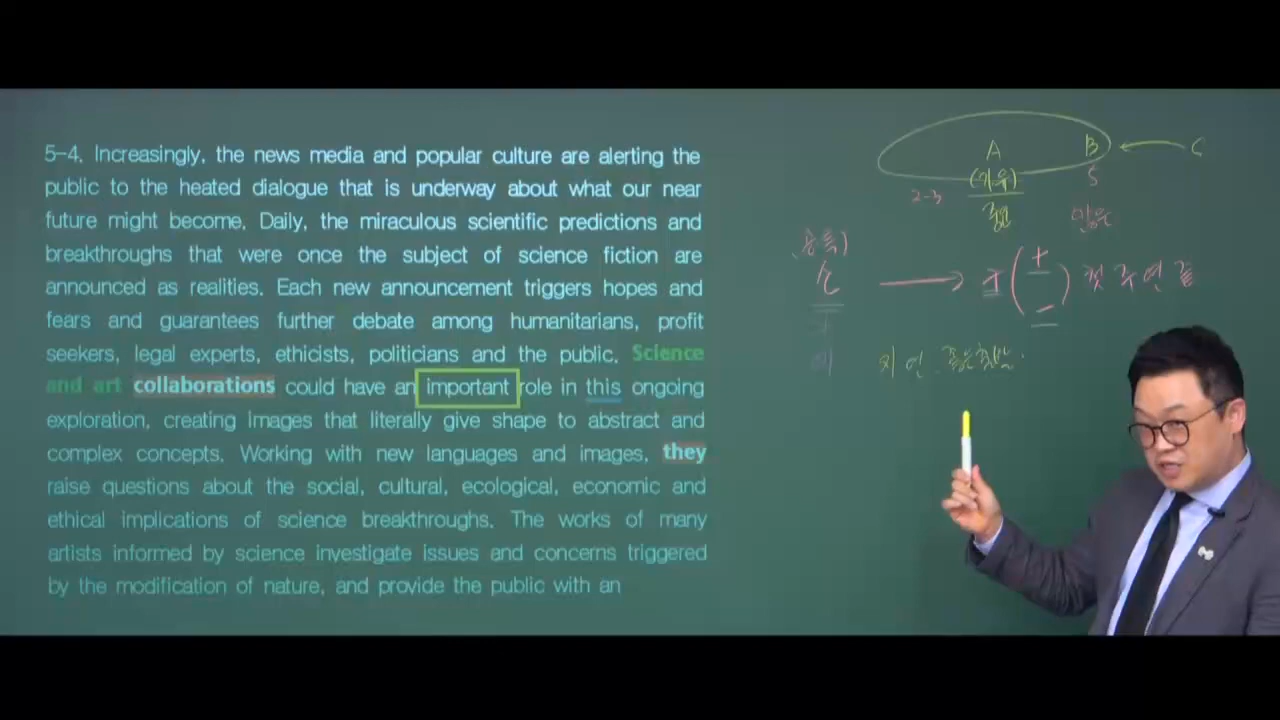 5-4. Increasingly, the news media and popular culture are alerting the
public to the heated dialogue that is underway about what our near
future might become. Daily, the miraculous scientific predictions and
breakthroughs that were once the subject of science fiction are
announced as realities. Each new announcement triggers hopes and
fears and guarantees further debate among humanitarians, profit
seekers, legal experts, ethicists, politicians and the public. Science
and art collaborations could have an important role in this ongoing
exploration, creating images that literally give shape to abstract and
complex concepts. Working with new languages and images, they
raise questions about the social, cultural, ecological, economic and
ethical implications of science breakthroughs. The works of many
artists informed by science investigate issues and concerns triggered
by the modification of nature, and provide the public with an
A B C
5
2-3
+
-